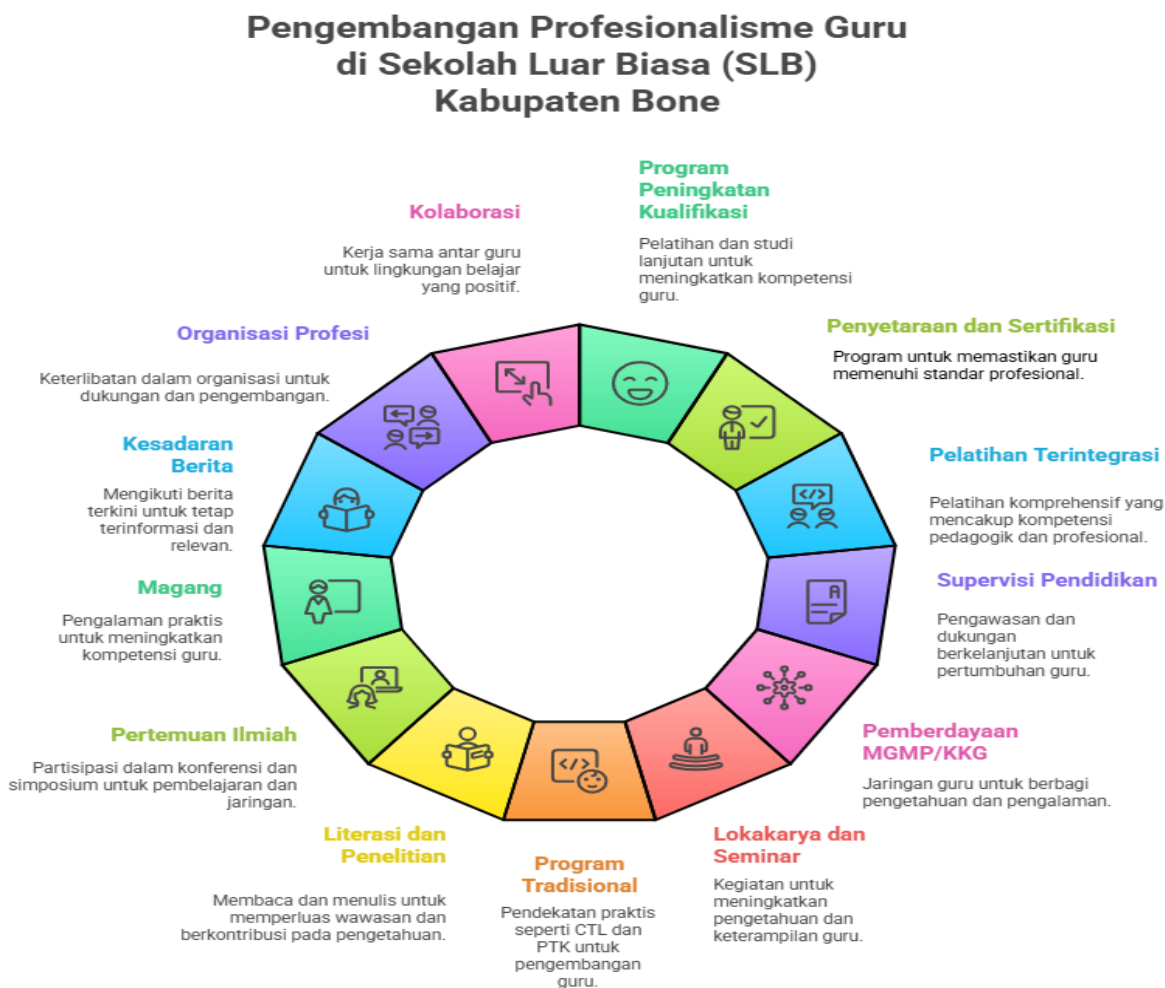 Pengembangan Profesionalisme Guru
di Sekolah Luar Biasa (SLB)
Kabupaten Bone
Program
Peningkatan
Kualifikasi
Pelatihan dan studi
lanjutan untuk
meningkatkan kompetensi
guru.
Penyetaraan dan Sertifikasi
Program untuk memastikan guru
memenuhi standar profesional.
Pelatihan Terintegrasi
Pelatihan komprehensif yang
mencakup kompetensi
pedagogik dan profesional.
Supervisi Pendidikan
Pengawasan dan
dukungan
berkelanjutan untuk
pertumbuhan guru.
Pemberdayaan
MGMP/KKG
Jaringan guru untuk berbagi
pengetahuan dan pengalaman.
Lokakarya dan
Seminar
Kegiatan untuk
meningkatkan
pengetahuan dan
keterampilan guru.
Program
Tradisional
Pendekatan praktis
seperti CTL dan
PTK untuk
pengembangan
guru.
Literasi dan
Penelitian
Membaca dan menulis untuk
memperluas wawasan dan
berkontribusi pada pengetahuan.
Pertemuan Ilmiah
Partisipasi dalam konferensi dan
simposium untuk pembelajaran dan
jaringan.
Magang
Pengalaman praktis
untuk meningkatkan
kompetensi guru.
Kesadaran
Berita
Mengikuti berita
terkini untuk tetap
terinformasi dan
relevan.
Organisasi Profesi
Keterlibatan dalam organisasi untuk
dukungan dan pengembangan.
Kolaborasi
Kerja sama antar guru
untuk lingkungan belajar
yang positif.